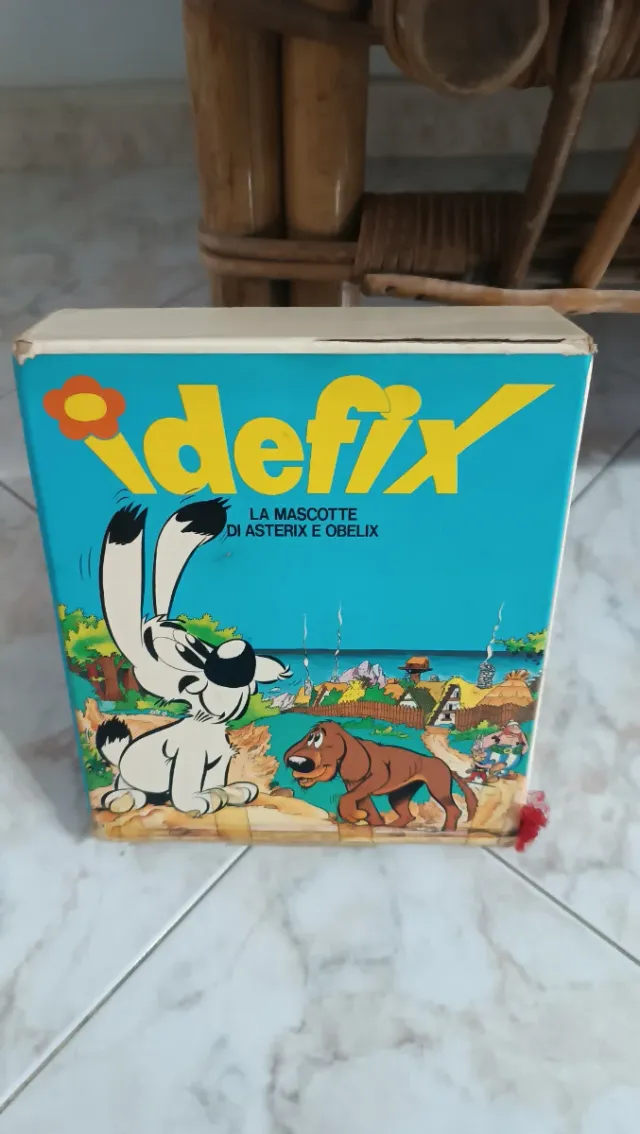 idefix
LA MASCOTTE
DI ASTERIX E OBELIX